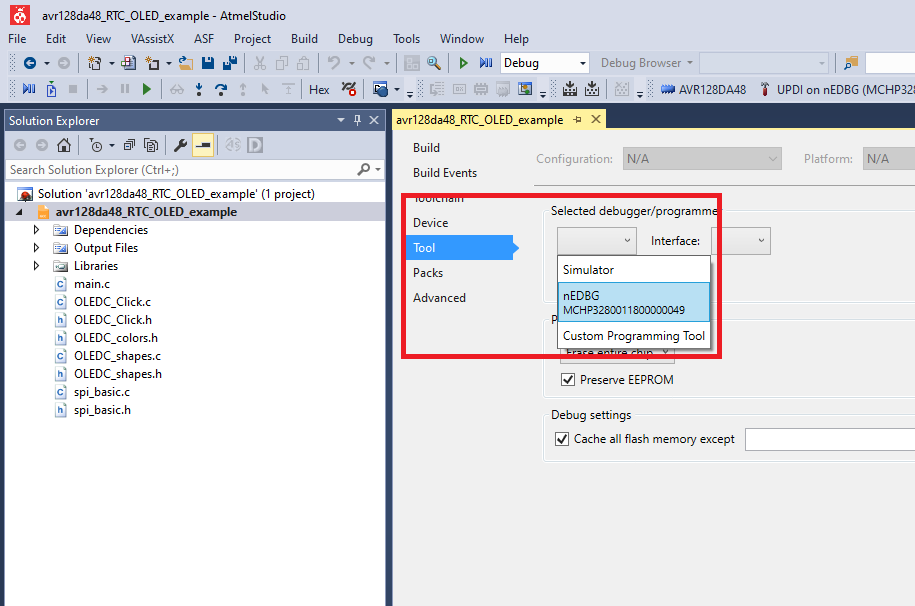 avr128da48_RTC_OLED_example - AtmelStudio
File Edit View VAssistX ASF Project Build Debug Tools Window Help
Debug Debug Browser
Hex AVR128DA48 UPDI on nEDBG (MCHP328
Solution Explorer
Search Solution Explorer (Ctrl+;)
Solution 'avr128da48_RTC_OLED_example' (1 project)
avr128da48_RTC_OLED_example
Dependencies
Output Files
Libraries
main.c
OLEDC_Click.c
OLEDC_Click.h
OLEDC_colors.h
OLEDC_shapes.c
OLEDC_shapes.h
spi_basic.c
spi_basic.h
avr128da48_RTC_OLED_example
Build
Build Events
Toolchain
Device
Tool
Packs
Advanced
Configuration: N/A Platform: N/A
Selected debugger/programme
Interface:
Simulator
nEDBG
MCHP3280011800000049
Custom Programming Tool
Erase entire chip
Preserve EEPROM
Debug settings
Cache all flash memory except